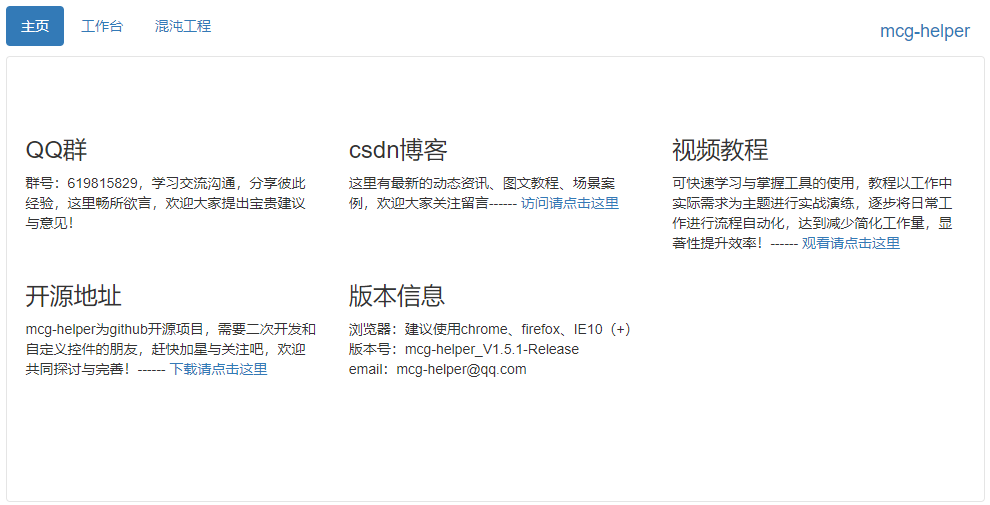 主页
工作台
混沌工程
mcg-helper
QQ群
群号：619815829，学习交流沟通，分享彼此
经验，这里畅所欲言，欢迎大家提出宝贵建议
与意见！
csdn博客
这里有最新的动态资讯、图文教程、场景案
例，欢迎大家关注留言------ 访问请点击这里
视频教程
可快速学习与掌握工具的使用，教程以工作中
实际需求为主题进行实战演练，逐步将日常工
作进行流程自动化，达到减少简化工作量，显
著性提升效率！------ 观看请点击这里
开源地址
mcg-helper为github开源项目，需要二次开发和
自定义控件的朋友，赶快加星与关注吧，欢迎
共同探讨与完善！------ 下载请点击这里
版本信息
浏览器：建议使用chrome、firefox、IE10（+）
版本号：mcg-helper_V1.5.1-Release
email：mcg-helper@qq.com